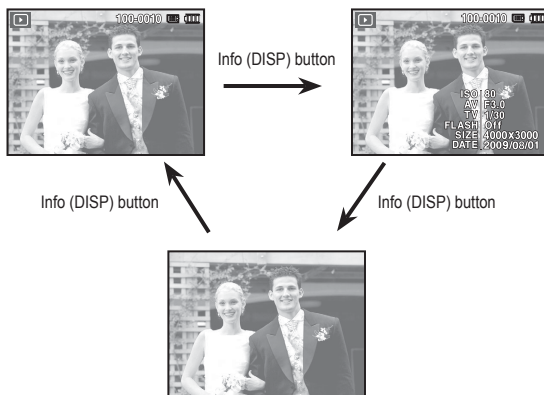 100-0010
100-0010
Info (DISP) button
ISO 80
AV F3.0
TV 1/30
FLASH Off
SIZE 4000x3000
DATE 2009/08/01
Info (DISP) button
Info (DISP) button